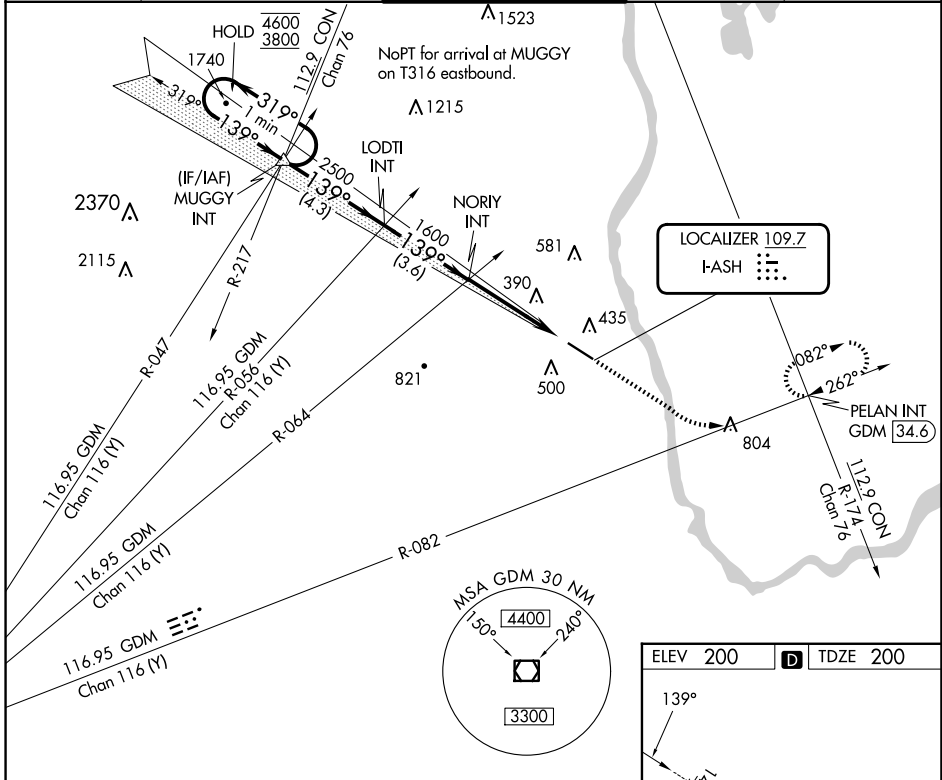 1523
HOLD
4600
3800
112.9 CON
Chan 76
NoPT for arrival at MUGGY
on T316 eastbound.
1740
319°
319°
1 min
139°
1215
LODTI
INT
(IF/IAF)
MUGGY
INT
2500
139°
(4.3)
NORIY
INT
2370
2115
1600
139°
(3.6)
581
390
435
LOCALIZER 109.7
I-ASH
R-217
R-047
821
500
082°
262°
116.95 GDM
R-056
Chan 116 (Y)
R-064
804
PELAN INT
GDM 34.6
116.95 GDM
Chan 116 (Y)
112.9 CON
R-174
Chan 76
116.95 GDM
Chan 116 (Y)
R-082
116.95 GDM
Chan 116 (Y)
MSA GDM 30 NM
150°
4400
240°
3300
ELEV 200 D TDZE 200
139°